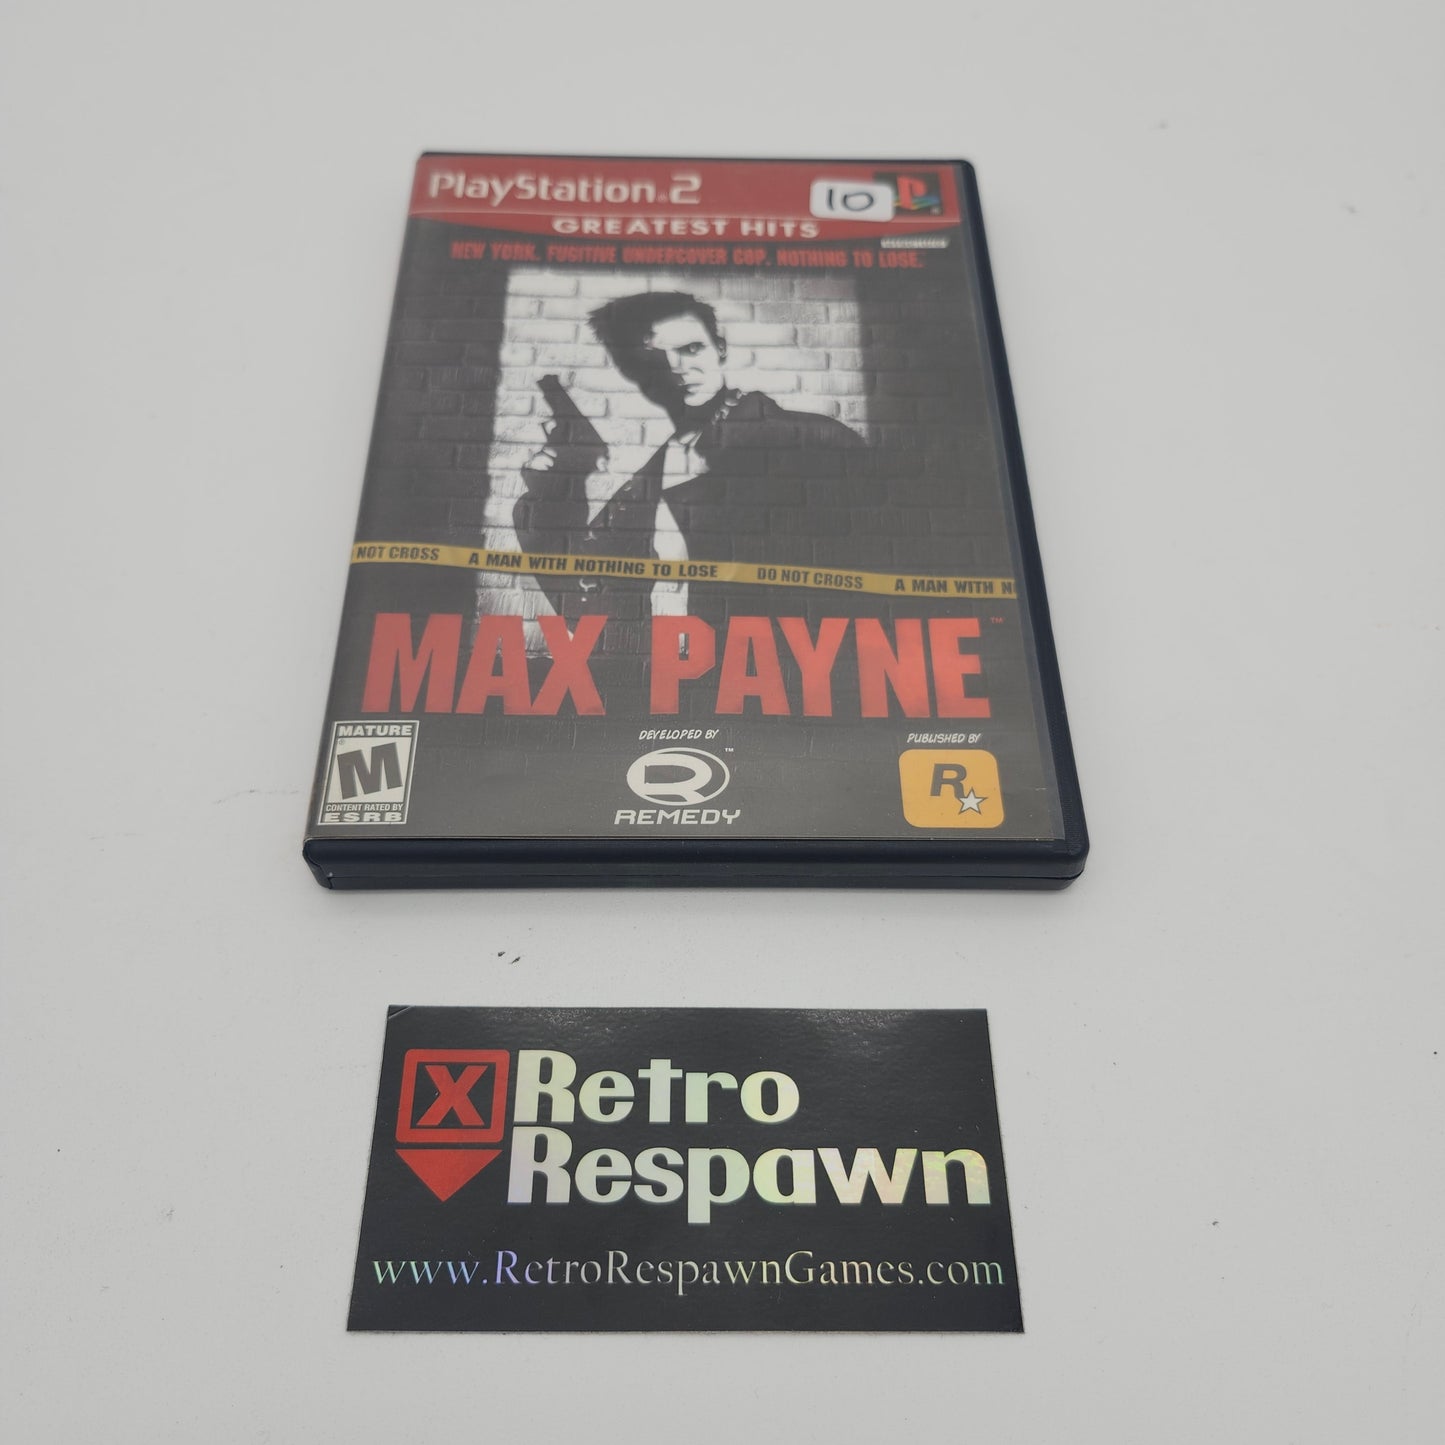 PlayStation®2
10
GREATEST HITS
NEW YORK. FUGITIVE UNDERCOVER COP. NOTHING TO LOSE.
NOT CROSS A MAN WITH NOTHING TO LOSE DO NOT CROSS A MAN WITH N
MAX PAYNE™
MATURE
M
CONTENT RATED BY
ESRB
DEVELOPED BY
R™
REMEDY
PUBLISHED BY
R
X Retro
Respawn
www.RetroRespawnGames.com